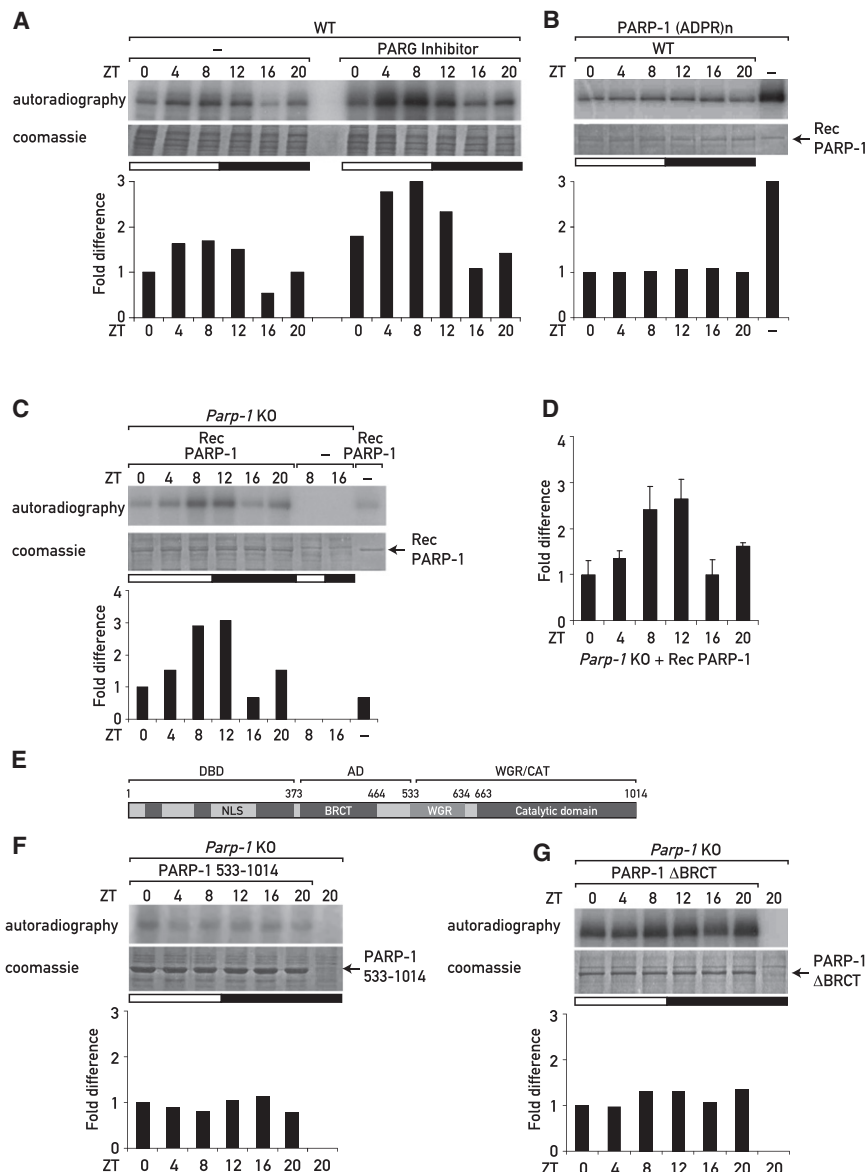 A
WT
–
PARG Inhibitor
ZT 0 4 8 12 16 20 0 4 8 12 16 20
autoradiography
coomassie
3
2
1
0
Fold difference
ZT 0 4 8 12 16 20 0 4 8 12 16 20
B
PARP-1 (ADPR)n
WT
ZT 0 4 8 12 16 20 –
Rec
PARP-1
3
2
1
0
ZT 0 4 8 12 16 20 –
C
Parp-1 KO
Rec
PARP-1
–
Rec
PARP-1
ZT 0 4 8 12 16 20 8 16 –
autoradiography
coomassie
Rec
PARP-1
4
3
2
1
0
Fold difference
ZT 0 4 8 12 16 20 8 16 –
D
4
3
2
1
0
Fold difference
ZT 0 4 8 12 16 20
Parp-1 KO + Rec PARP-1
E
DBD AD WGR/CAT
1 373 464 533 634 663 1014
NLS BRCT WGR Catalytic domain
F
Parp-1 KO
PARP-1 533-1014
ZT 0 4 8 12 16 20 20
autoradiography
coomassie
PARP-1
533-1014
3
2
1
0
Fold difference
ZT 0 4 8 12 16 20 20
G
Parp-1 KO
PARP-1 ΔBRCT
ZT 0 4 8 12 16 20 20
autoradiography
coomassie
PARP-1
ΔBRCT
3
2
1
0
Fold difference
ZT 0 4 8 12 16 20 20